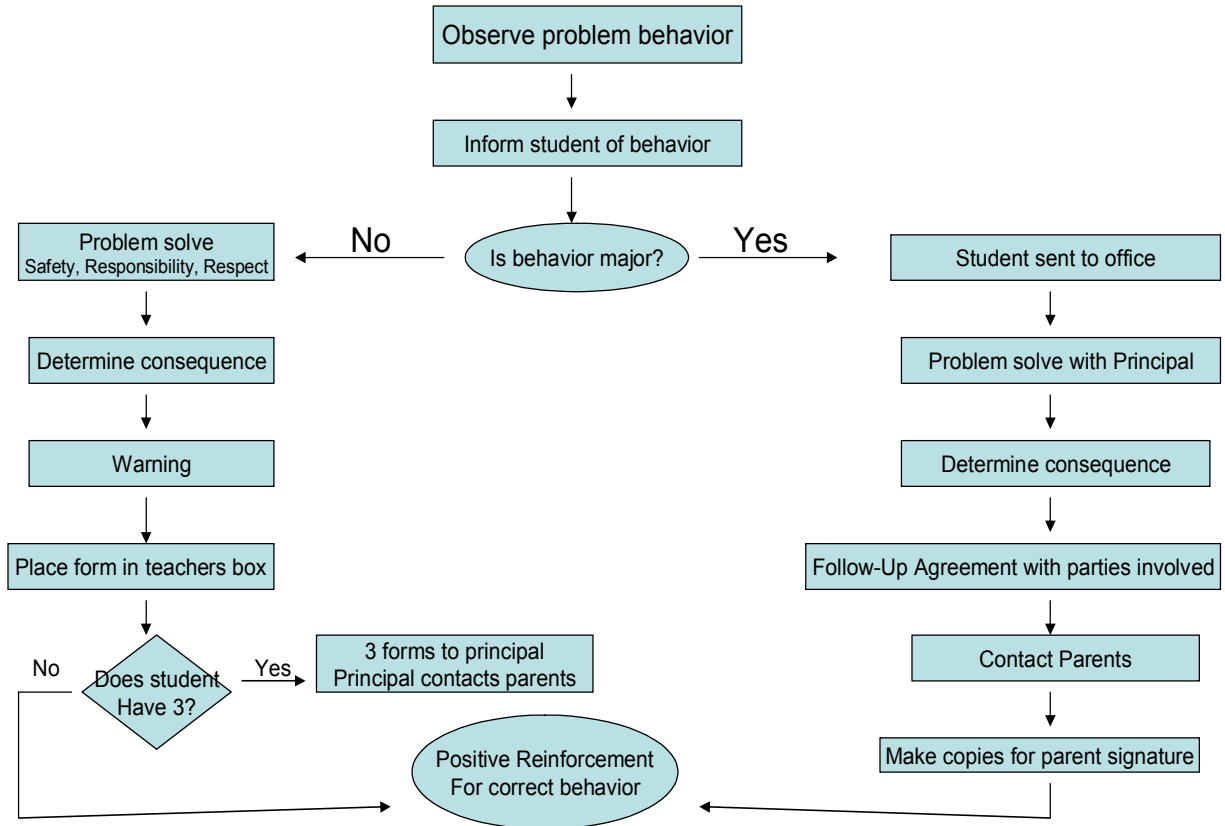 Observe problem behavior
Inform student of behavior
Is behavior major?
No
Yes
Problem solve
Safety, Responsibility, Respect
Determine consequence
Warning
Place form in teachers box
Does student
Have 3?
No
Yes
3 forms to principal
Principal contacts parents
Student sent to office
Problem solve with Principal
Determine consequence
Follow-Up Agreement with parties involved
Contact Parents
Make copies for parent signature
Positive Reinforcement
For correct behavior